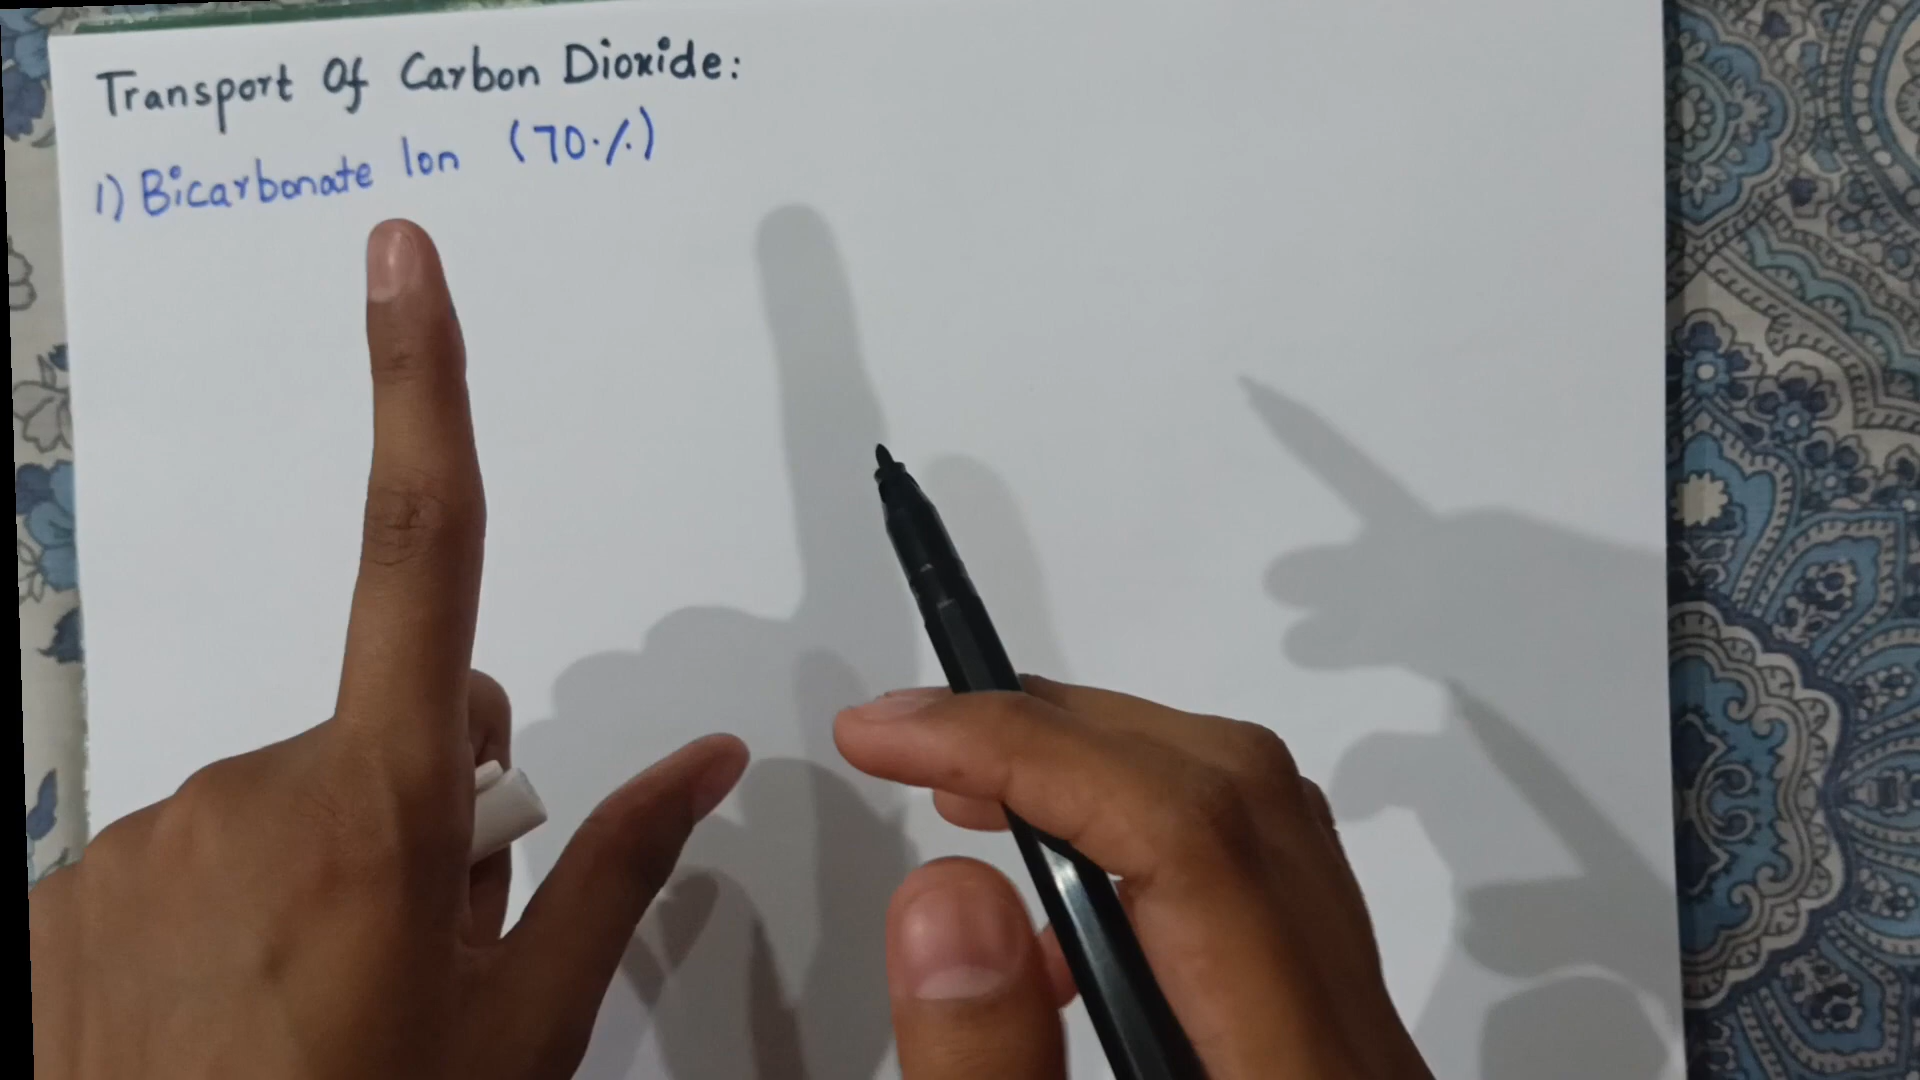 Transport Of Carbon Dioxide:
1) Bicarbonate Ion (70%)